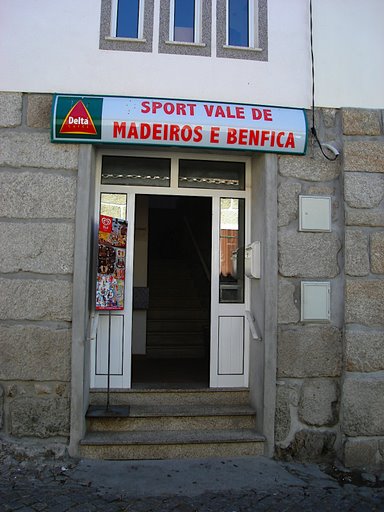 SPORT VALE DE
Delta
MADEIROS E BENFICA